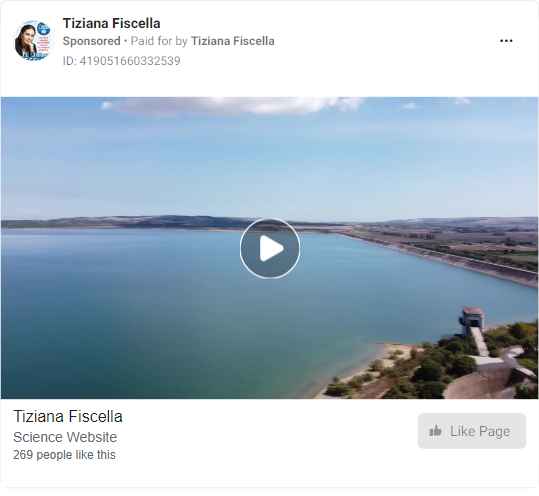 Tiziana Fiscella
Sponsored • Paid for by Tiziana Fiscella
ID: 419051660332539
Tiziana Fiscella
Science Website
269 people like this
Like Page